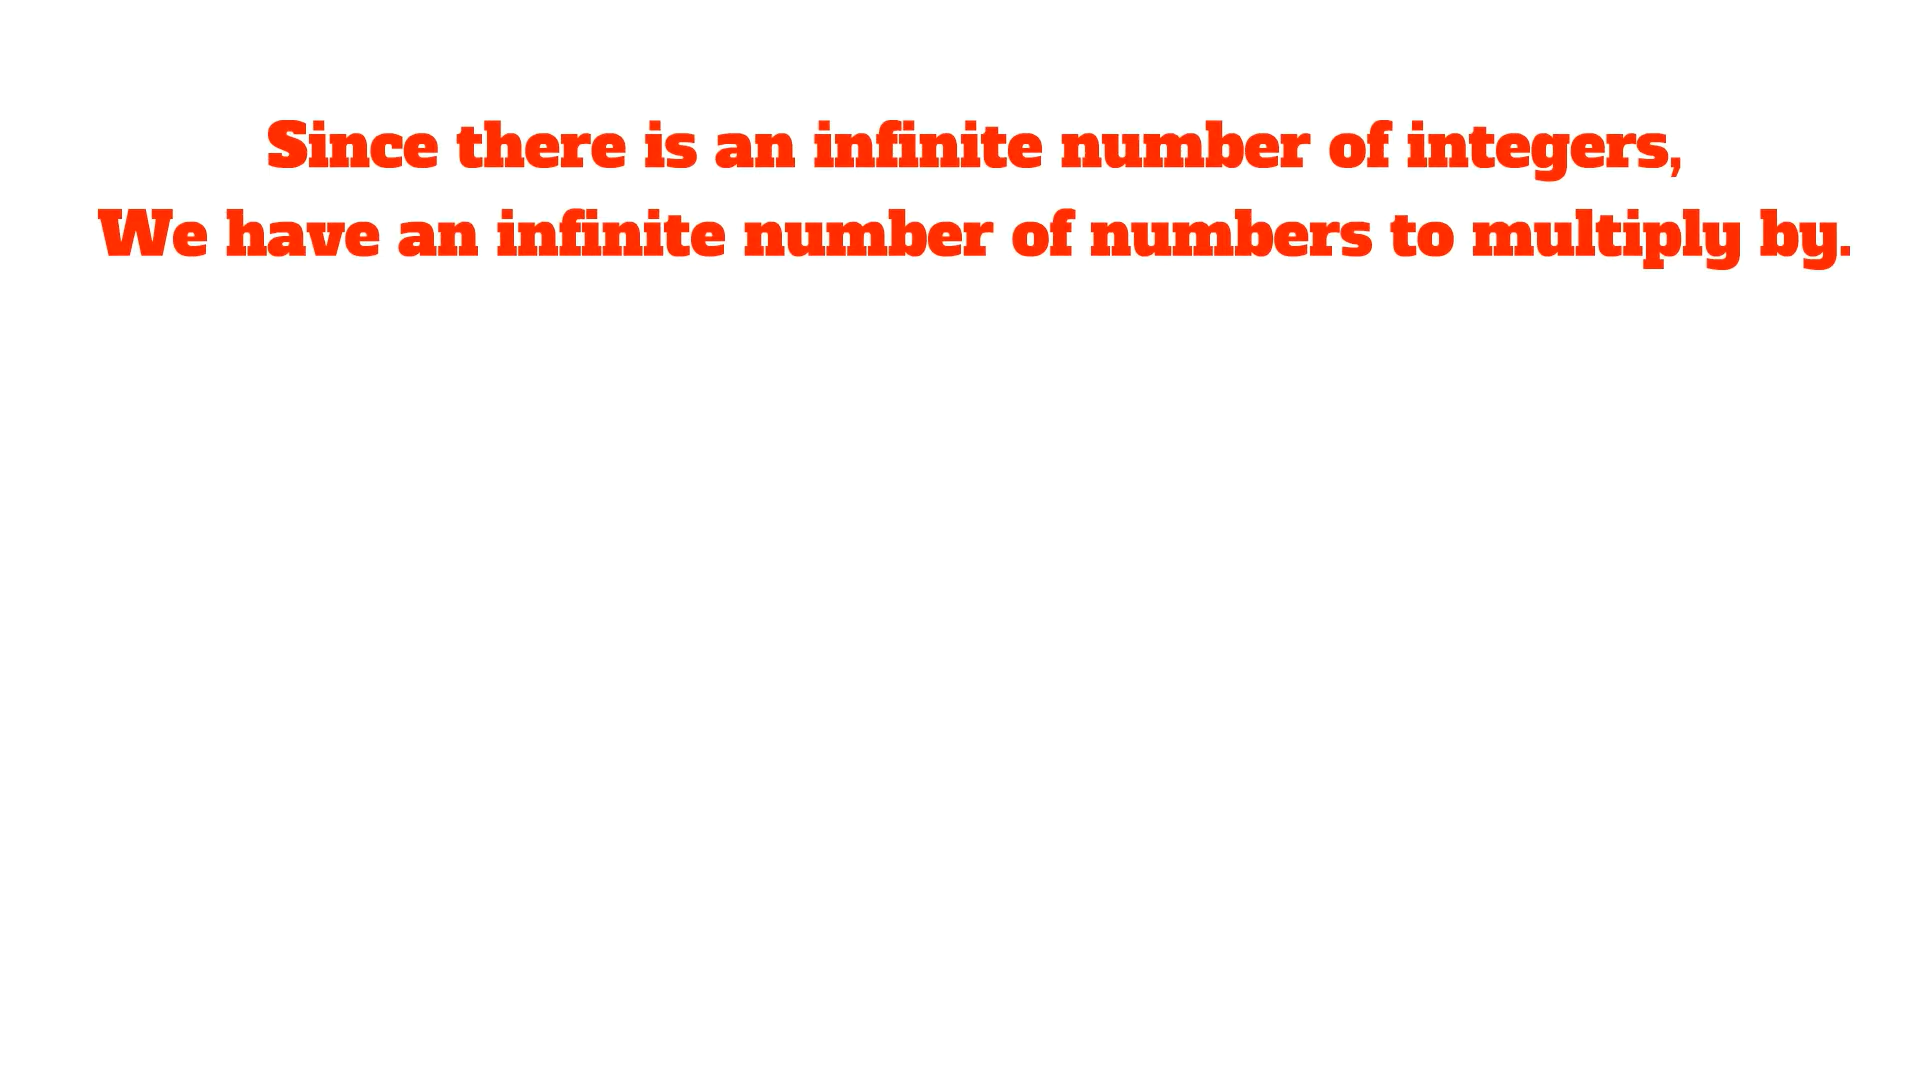 Since there is an infinite number of integers,
We have an infinite number of numbers to multiply by.